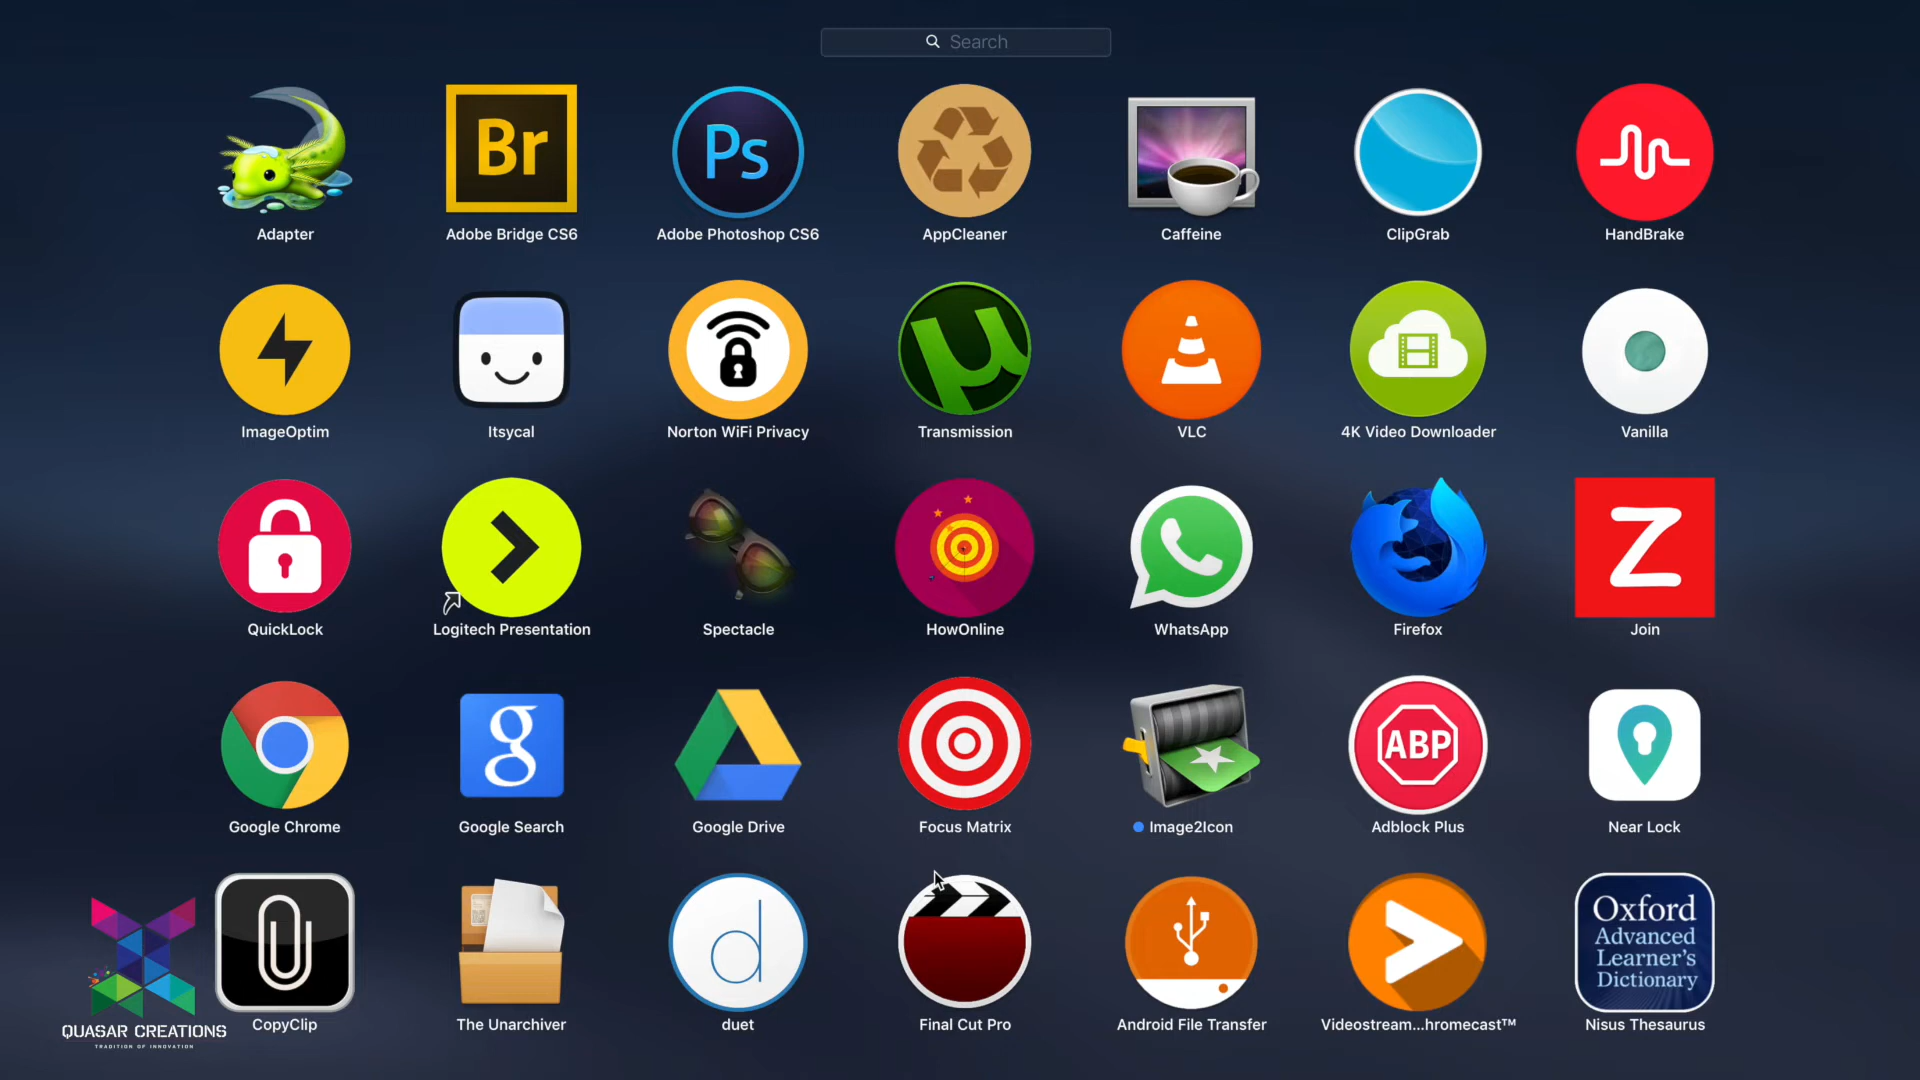 Search
Br
Ps
Adapter
Adobe Bridge CS6
Adobe Photoshop CS6
AppCleaner
Caffeine
ClipGrab
HandBrake
µ
ImageOptim
Itsycal
Norton WiFi Privacy
Transmission
VLC
4K Video Downloader
Vanilla
Z
QuickLock
Logitech Presentation
Spectacle
HowOnline
WhatsApp
Firefox
Join
g
ABP
Google Chrome
Google Search
Google Drive
Focus Matrix
Image2Icon
Adblock Plus
Near Lock
d
Oxford
Advanced
Learner's
Dictionary
CopyClip
The Unarchiver
duet
Final Cut Pro
Android File Transfer
Videostream...hromecast™
Nisus Thesaurus
QUASAR CREATIONS
TRADITION OF INNOVATION